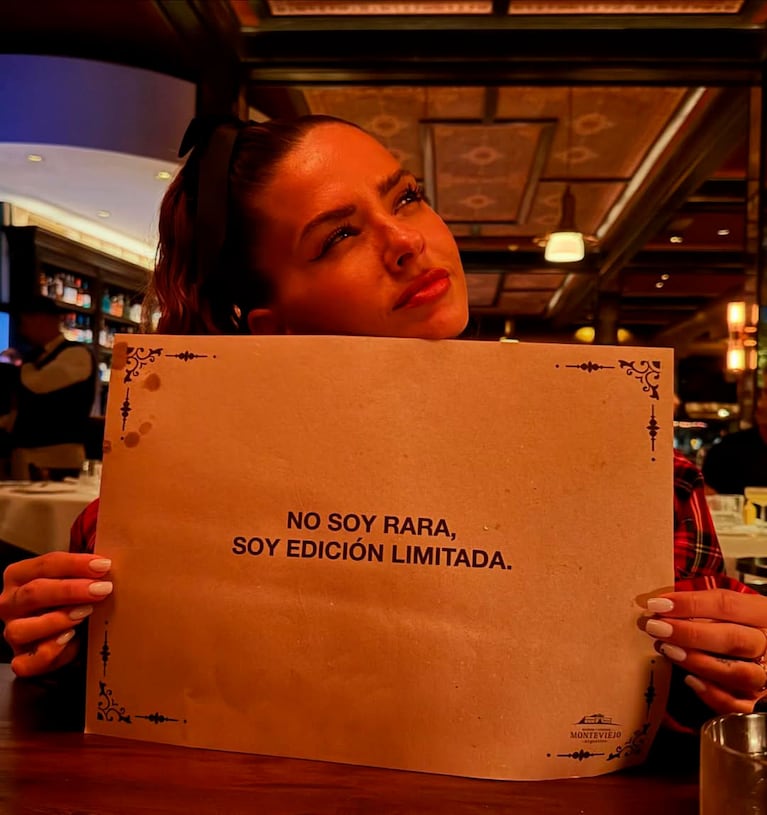 NO SOY RARA,
SOY EDICIÓN LIMITADA.
MONTEVIEJO